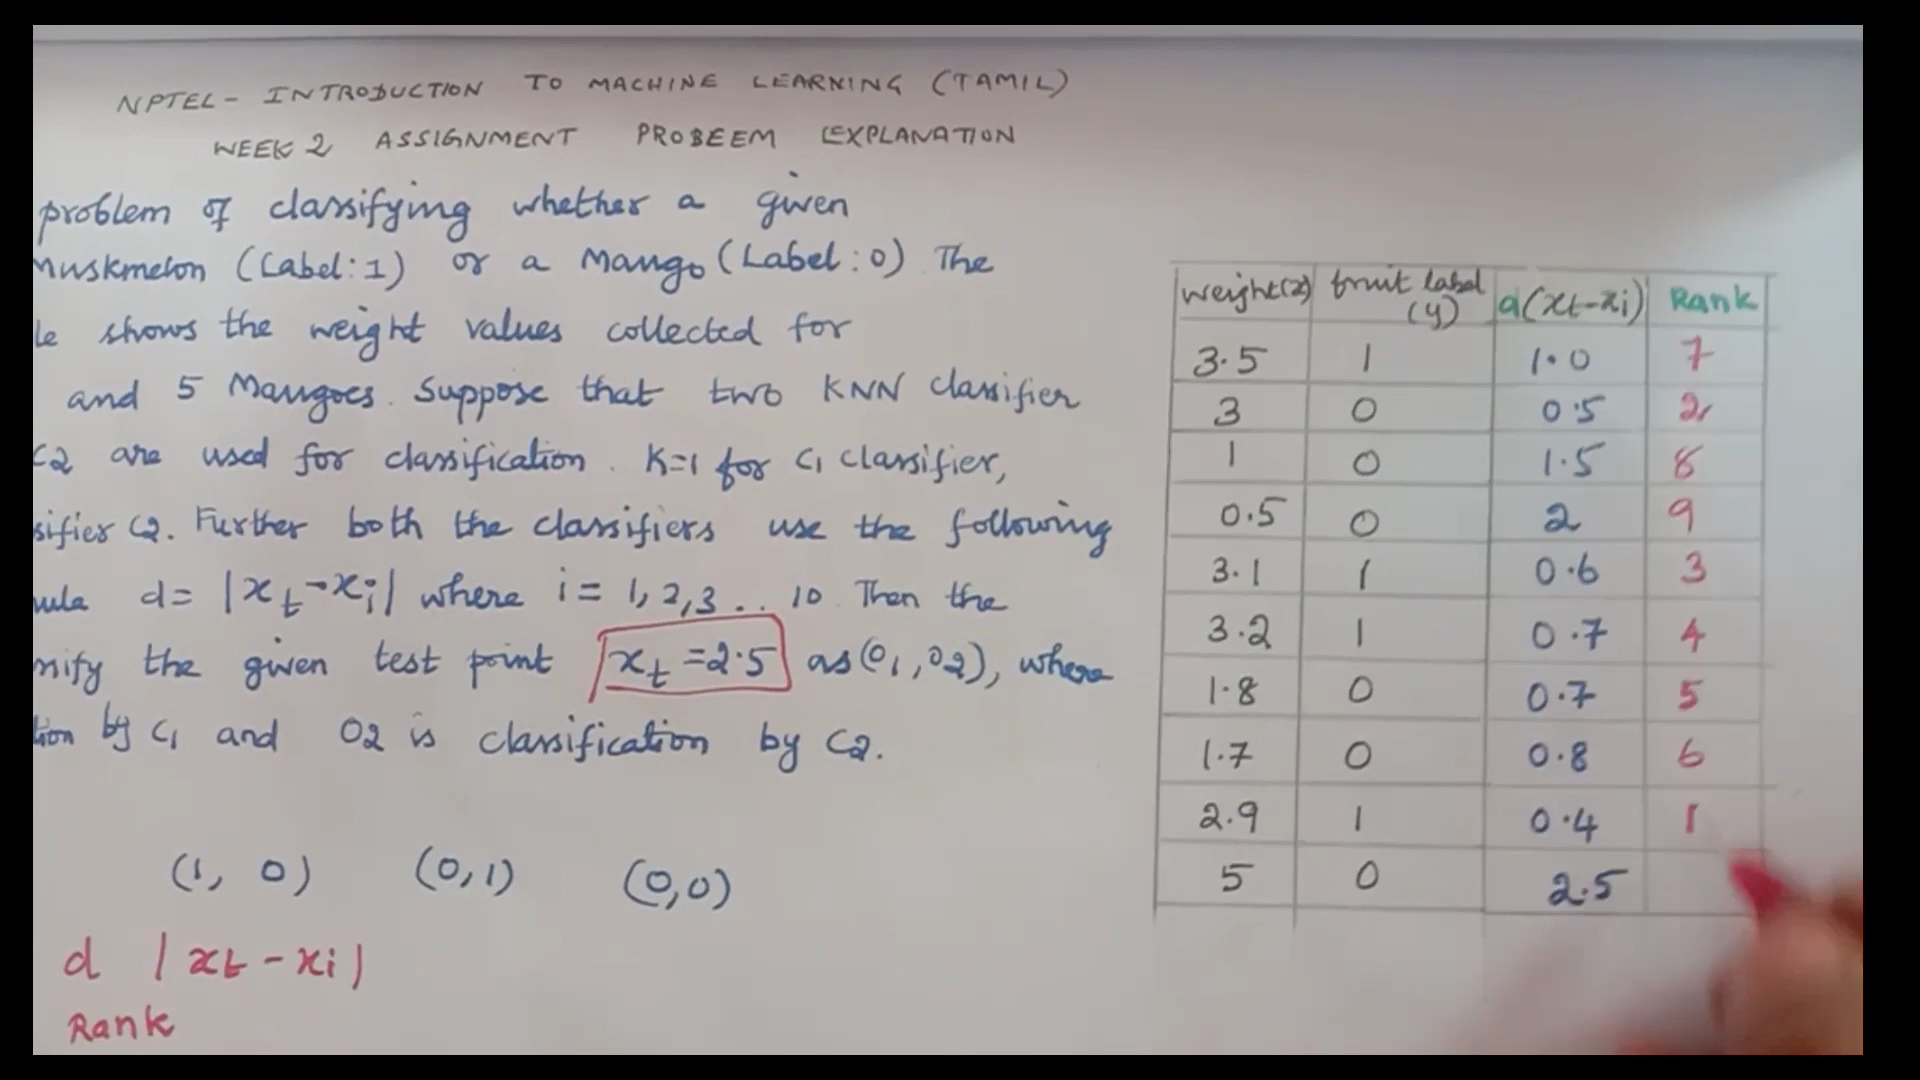 NPTEL - INTRODUCTION TO MACHINE LEARNING (TAMIL)
WEEK 2 ASSIGNMENT PROBEEM EXPLANATION
problem of classifying whether a given
muskmelon (Label:1) or a Mango (Label:0) The
le shows the weight values collected for
and 5 Mangoes. Suppose that two KNN classifier
C2 are used for classification. K=1 for C1 classifier,
sifier C2. Further both the classifiers use the following
mula d= |xt-xi| where i= 1,2,3... 10 Then the
ssify the given test point xt =2.5 as (O1,O2), where
tion by C1 and O2 is classification by C2.
(1, 0) (0,1) (0,0)
d |xt-xi|
Rank
weight(x) fruit label (y) d(xt-xi) Rank
3.5 1 1.0 7
3 0 0.5 2
1 0 1.5 8
0.5 0 2 9
3.1 1 0.6 3
3.2 1 0.7 4
1.8 0 0.7 5
1.7 0 0.8 6
2.9 1 0.4 1
5 0 2.5